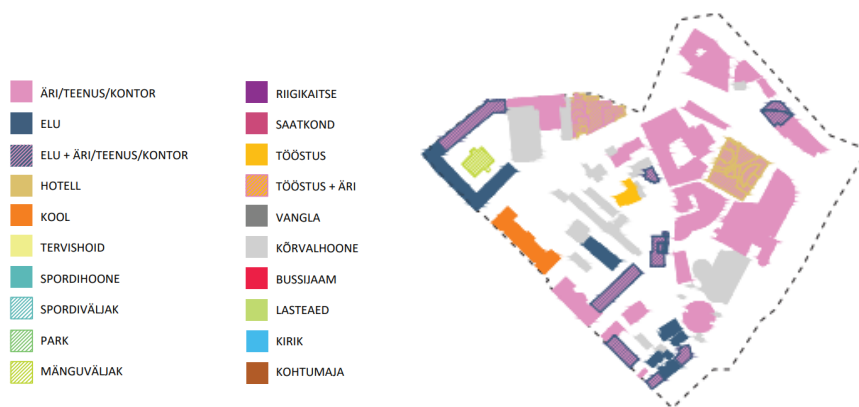 ÄRI/TEENUS/KONTOR
ELU
ELU + ÄRI/TEENUS/KONTOR
HOTELL
KOOL
TERVISHOID
SPORDIHOONE
SPORDIVÄLJAK
PARK
MÄNGUVÄLJAK
RIIGIKAITSE
SAATKOND
TÖÖSTUS
TÖÖSTUS + ÄRI
VANGLA
KÕRVALHOONE
BUSSIJAAM
LASTEAED
KIRIK
KOHTUMAJA